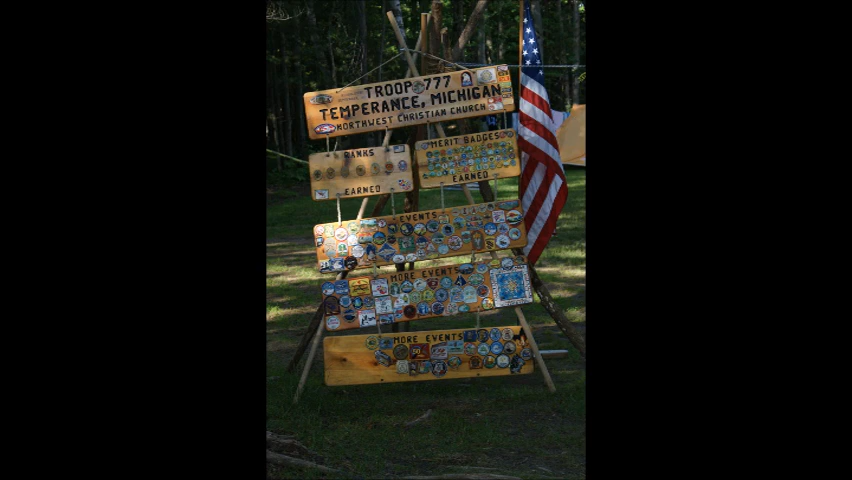 TROOP 777
TEMPERANCE, MICHIGAN
NORTHWEST CHRISTIAN CHURCH
RANKS
EARNED
MERIT BADGES
EARNED
EVENTS
MORE EVENTS
MORE EVENTS